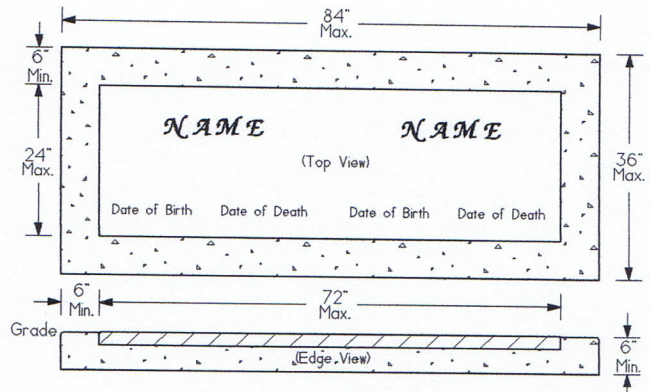 84"
Max.
6"
Min.
24"
Max.
NAME NAME
(Top View)
Date of Birth Date of Death Date of Birth Date of Death
36"
Max.
6"
Min.
72"
Max.
Grade
(Edge View)
6"
Min.